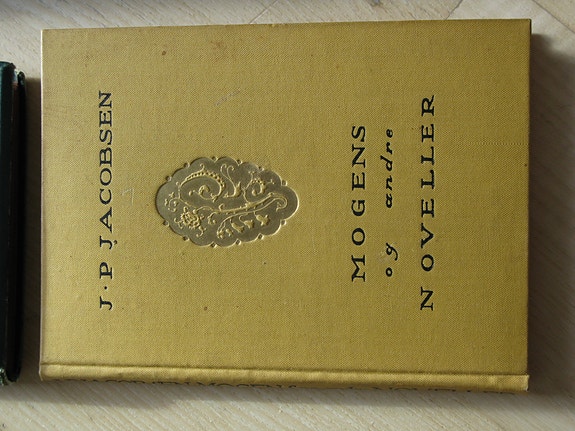 J·P·JACOBSEN
MOGENS
og andre
NOVELLER